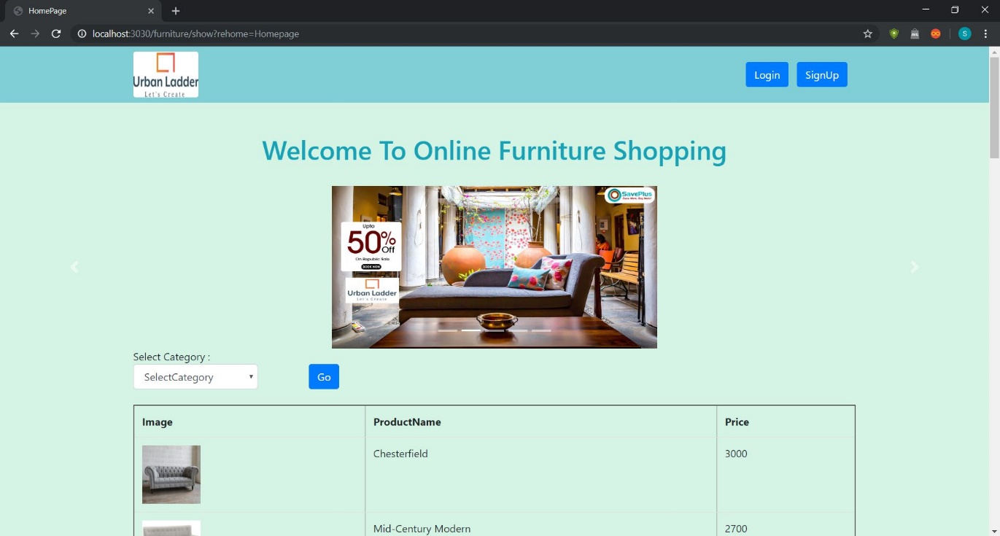 HomePage
localhost:3030/furniture/show?rehome=Homepage
S
Urban Ladder
Let's Create
Login
SignUp
Welcome To Online Furniture Shopping
SavePlus
Upto
50%
Off
On Republic Sale
BOOK NOW
Urban Ladder
Let's Create
Select Category :
SelectCategory
Go
Image ProductName Price
Chesterfield 3000
Mid-Century Modern 2700